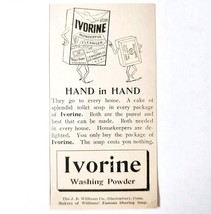 IVORINE
HAND in HAND
They go to every house. A cake of
splendid toilet soap in every package
of Ivorine. Both are the purest and
best that can be made. Both are
needed in every house. Housekeepers are de-
lighted. You only buy the package of
Ivorine. The soap costs you nothing.
Ivorine
Washing Powder
The J. B. Williams Co., Glastonbury, Conn.
Makers of Williams' Famous Shaving Soap